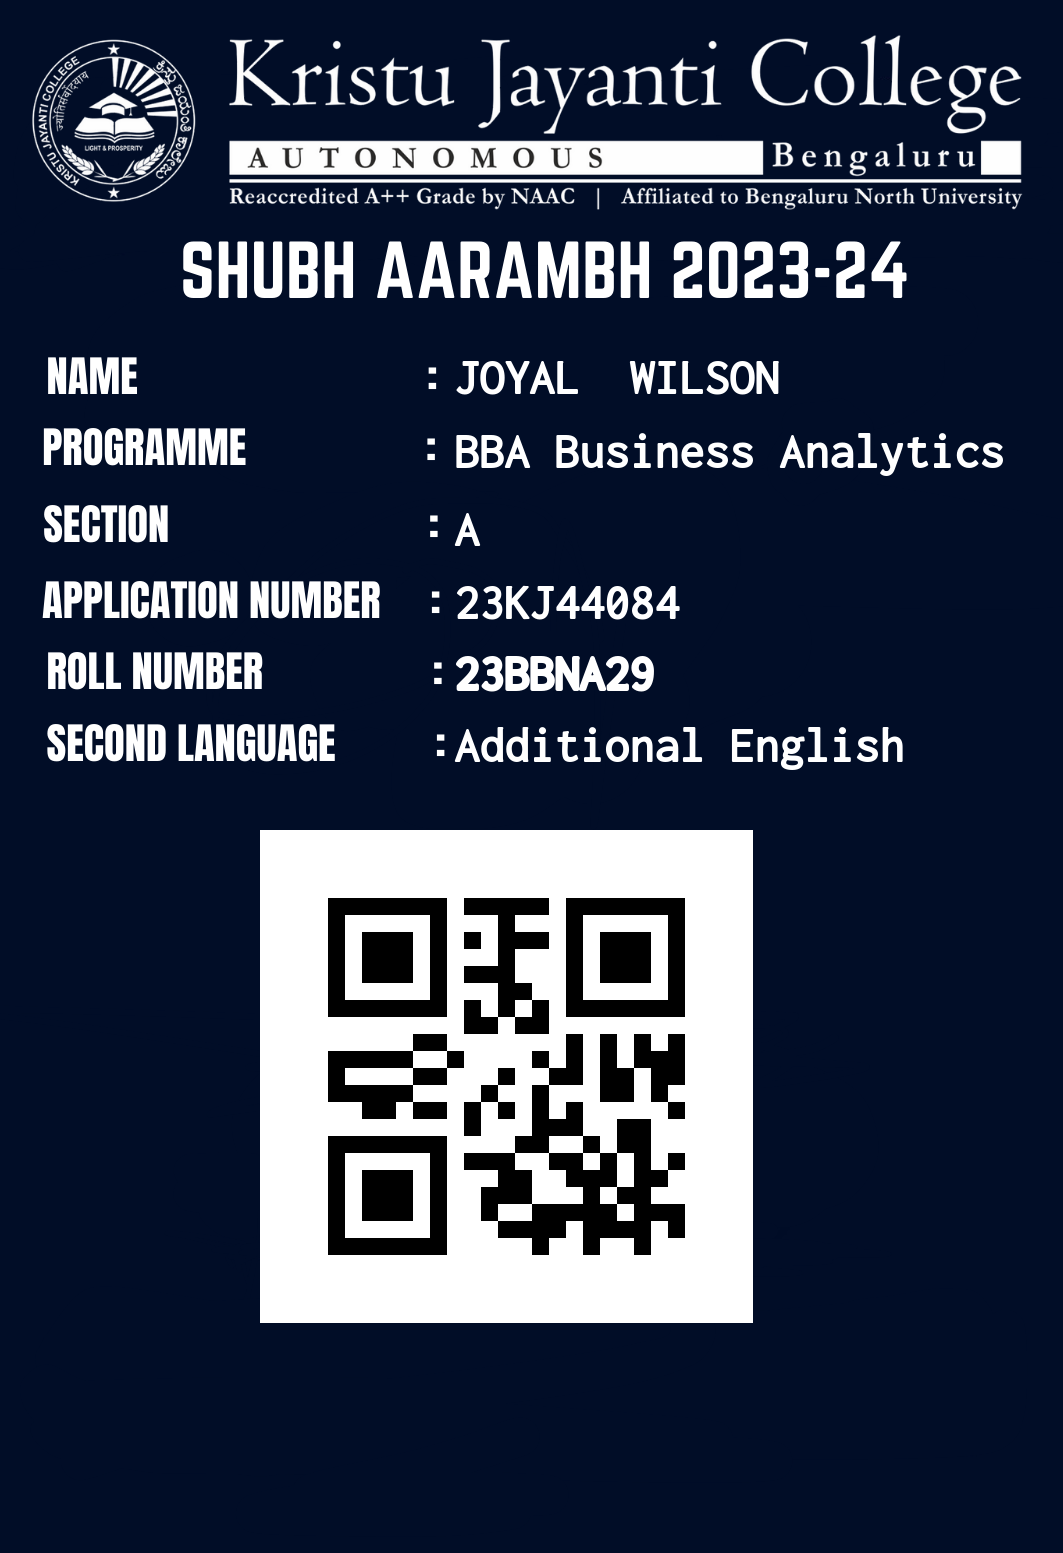 Kristu Jayanti College
AUTONOMOUS Bengaluru
Reaccredited A++ Grade by NAAC | Affiliated to Bengaluru North University
KRISTU JAYANTI COLLEGE
LIGHT & PROSPERITY
SHUBH AARAMBH 2023-24
NAME : JOYAL WILSON
PROGRAMME : BBA Business Analytics
SECTION : A
APPLICATION NUMBER : 23KJ44084
ROLL NUMBER : 23BBNA29
SECOND LANGUAGE : Additional English